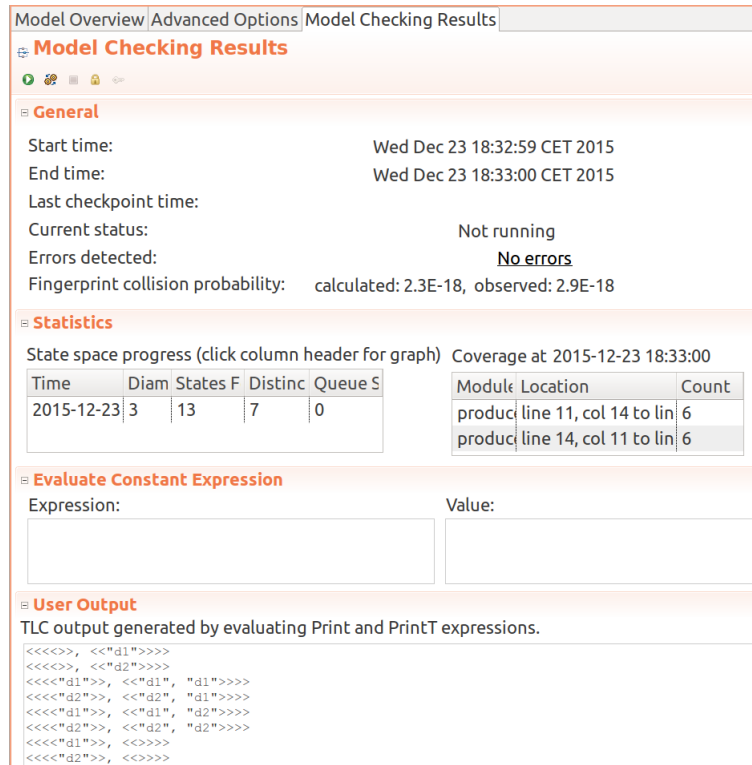 Model Overview Advanced Options Model Checking Results
Model Checking Results
General
Start time: Wed Dec 23 18:32:59 CET 2015
End time: Wed Dec 23 18:33:00 CET 2015
Last checkpoint time:
Current status: Not running
Errors detected: No errors
Fingerprint collision probability: calculated: 2.3E-18, observed: 2.9E-18
Statistics
State space progress (click column header for graph) Coverage at 2015-12-23 18:33:00
Time Diam States F Distinc Queue S Module Location Count
2015-12-23 3 13 7 0 produc line 11, col 14 to lin 6
produc line 14, col 11 to lin 6
Evaluate Constant Expression
Expression: Value:
User Output
TLC output generated by evaluating Print and PrintT expressions.
<<<<>>, <<"d1">>>>
<<<<>>, <<"d2">>>>
<<<<"d1">>, <<"d1", "d1">>>>
<<<<"d2">>, <<"d2", "d1">>>>
<<<<"d1">>, <<"d1", "d2">>>>
<<<<"d2">>, <<"d2", "d2">>>>
<<<<"d1">>, <<>>>>
<<<<"d2">>, <<>>>>